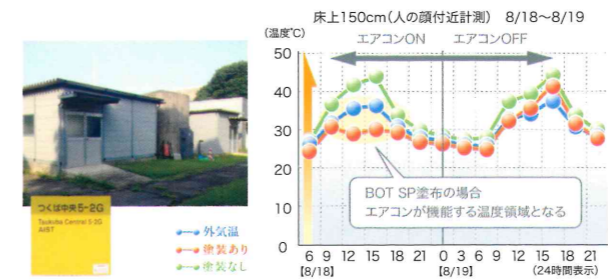 床上150cm(人の顔付近計測) 8/18〜8/19
(温度℃)
エアコンON エアコンOFF
50
40
30
20
10
0
BOT SP塗布の場合
エアコンが機能する温度領域となる
6 9 12 15 18 21 0 3 6 9 12 15 18 21
[8/18] [8/19] (24時間表示)
つくば中央5-2G
Tsukuba Central 5-2G
AIST
外気温
塗装あり
塗装なし